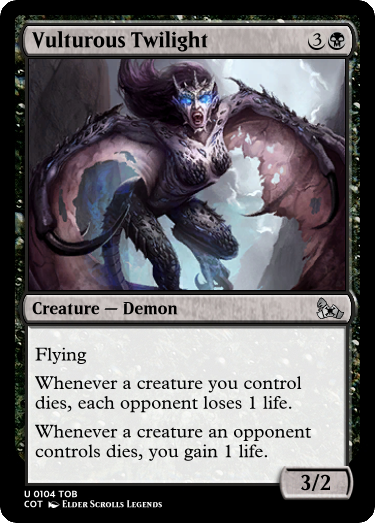 Vulturous Twilight 3
Creature — Demon
Flying
Whenever a creature you control
dies, each opponent loses 1 life.
Whenever a creature an opponent
controls dies, you gain 1 life.
3/2
U 0104 TOB
COT Elder Scrolls Legends